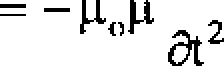 = −μ₀μ ∂t²